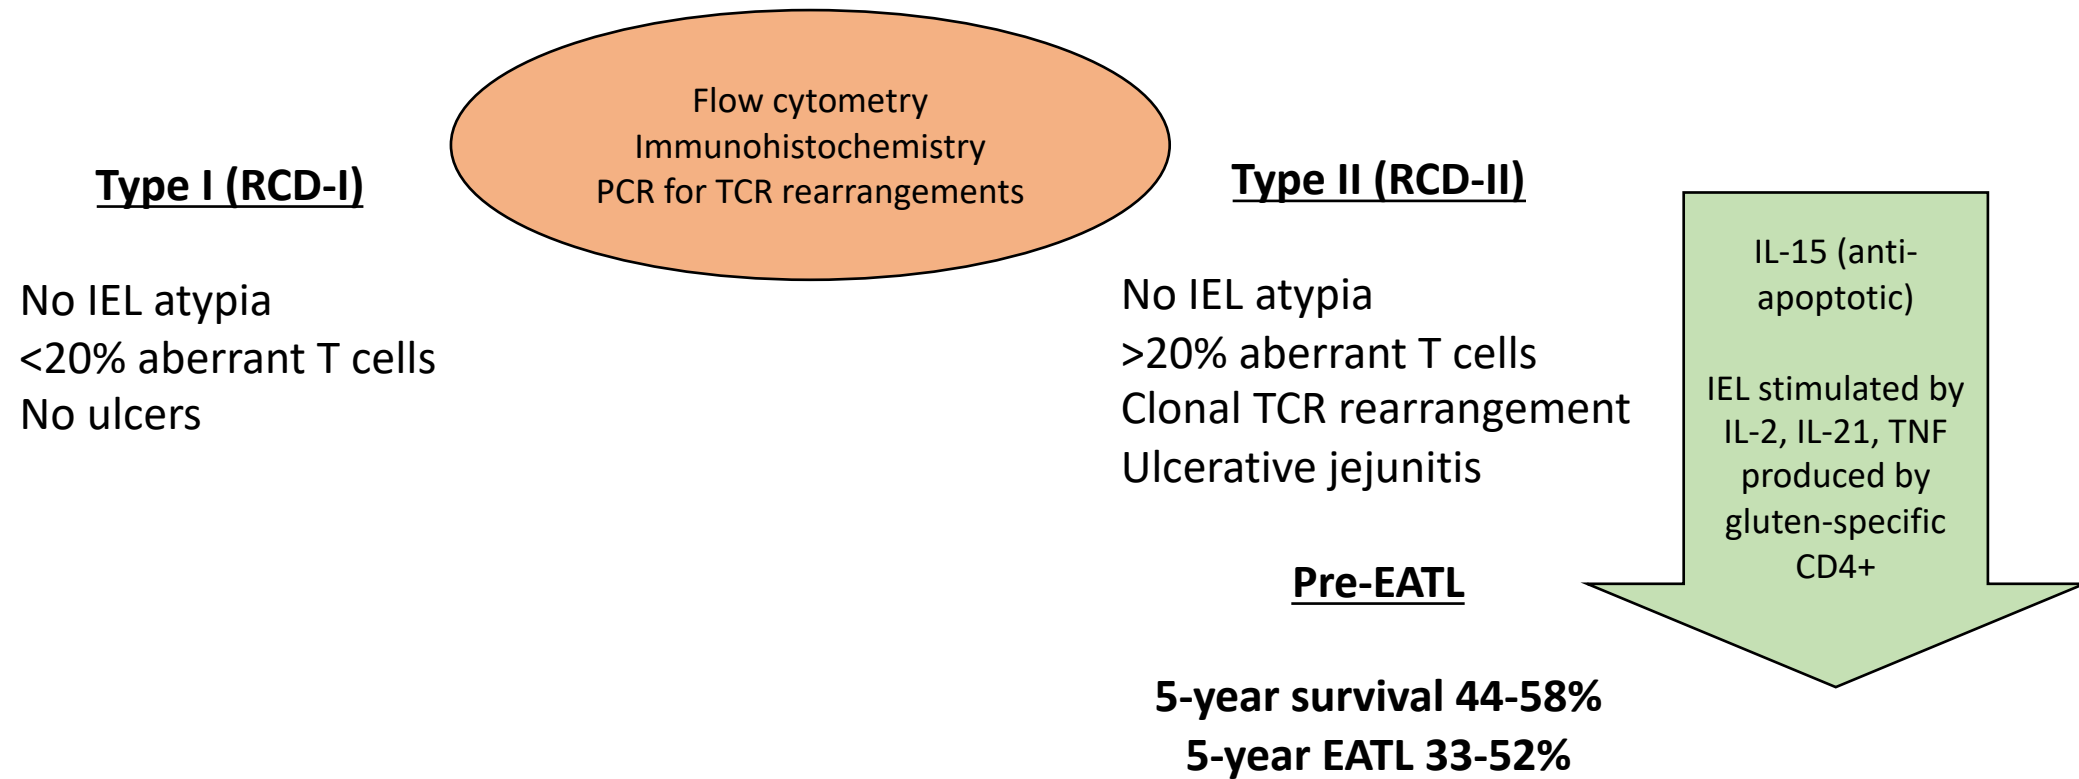 Flow cytometry
Immunohistochemistry
PCR for TCR rearrangements
Type I (RCD-I)
No IEL atypia
<20% aberrant T cells
No ulcers
Type II (RCD-II)
No IEL atypia
>20% aberrant T cells
Clonal TCR rearrangement
Ulcerative jejunitis
Pre-EATL
5-year survival 44-58%
5-year EATL 33-52%
IL-15 (anti-
apoptotic)
IEL stimulated by
IL-2, IL-21, TNF
produced by
gluten-specific
CD4+